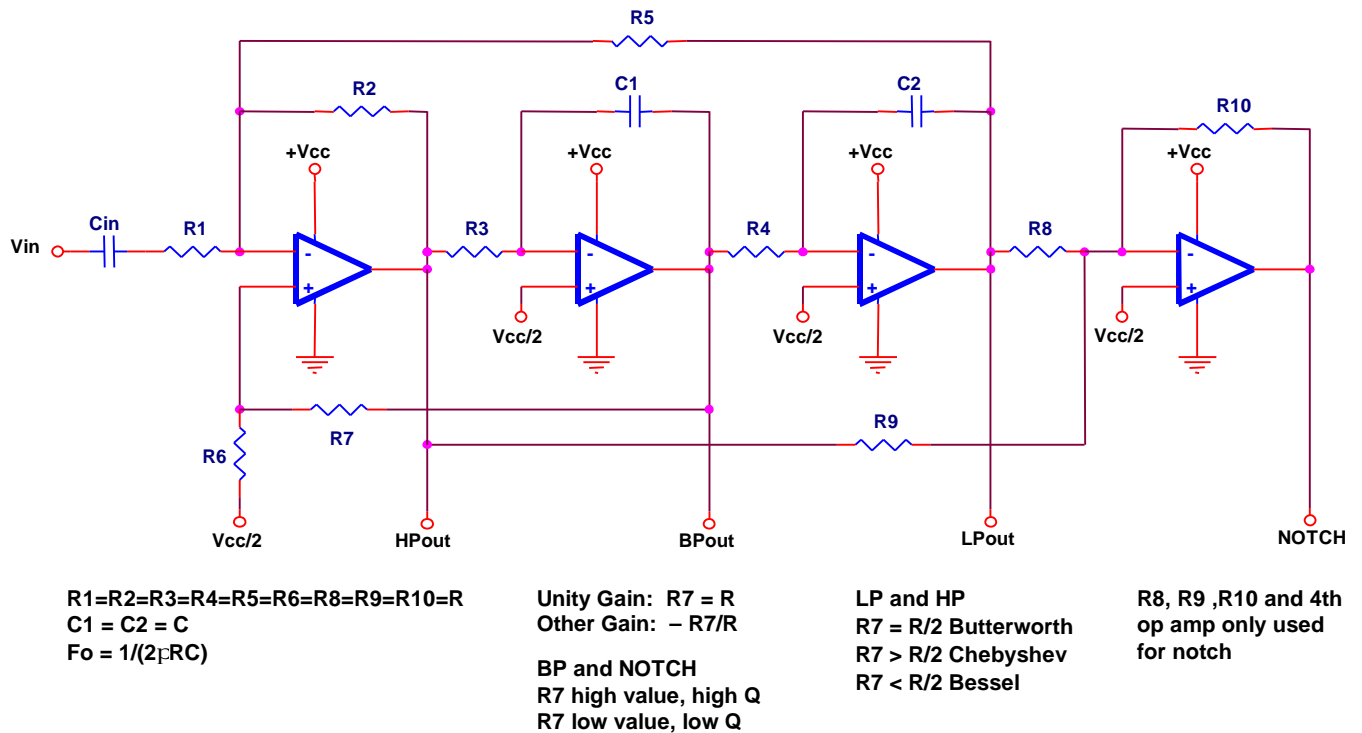 R5
R2
C1
C2
R10
+Vcc
+Vcc
+Vcc
+Vcc
Vin
Cin
R1
R3
R4
R8
-
-
-
-
+
+
+
+
Vcc/2
Vcc/2
Vcc/2
R7
R9
R6
Vcc/2
HPout
BPout
LPout
NOTCH
R1=R2=R3=R4=R5=R6=R8=R9=R10=R
C1 = C2 = C
Fo = 1/(2pRC)
Unity Gain: R7 = R
Other Gain: – R7/R
BP and NOTCH
R7 high value, high Q
R7 low value, low Q
LP and HP
R7 = R/2 Butterworth
R7 > R/2 Chebyshev
R7 < R/2 Bessel
R8, R9 ,R10 and 4th
op amp only used
for notch